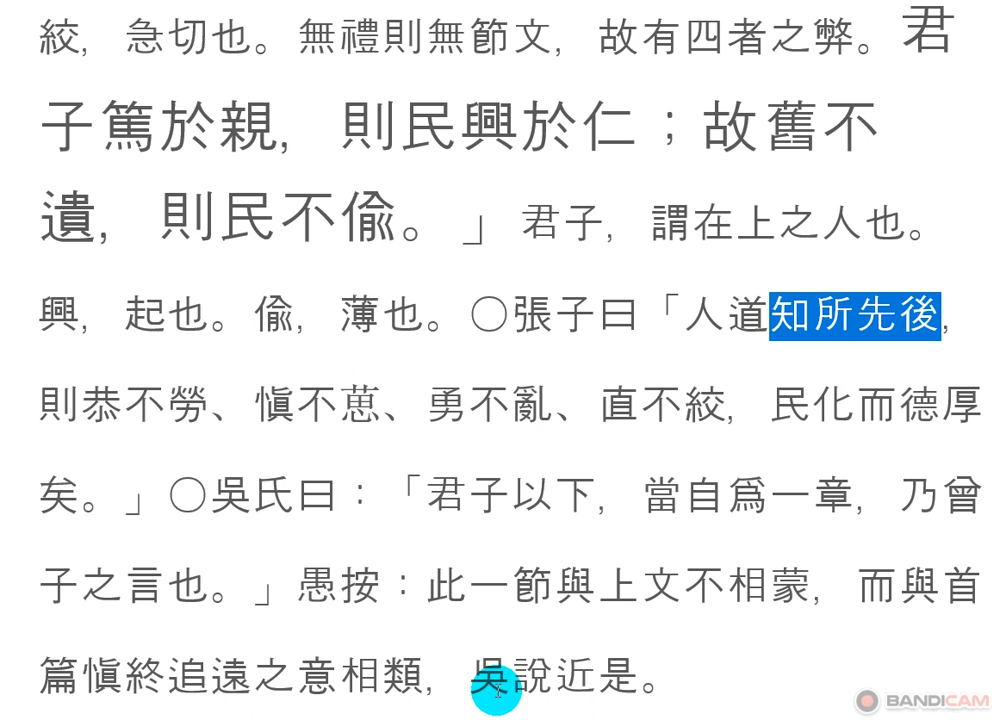 絞，急切也。無禮則無節文，故有四者之弊。君
子篤於親，則民興於仁；故舊不
遺，則民不偸。」君子，謂在上之人也。
興，起也。偸，薄也。○張子曰「人道知所先後，
則恭不勞、愼不葸、勇不亂、直不絞，民化而德厚
矣。」○吳氏曰：「君子以下，當自爲一章，乃曾
子之言也。」愚按：此一節與上文不相蒙，而與首
篇愼終追遠之意相類，吳說近是。
BANDICAM